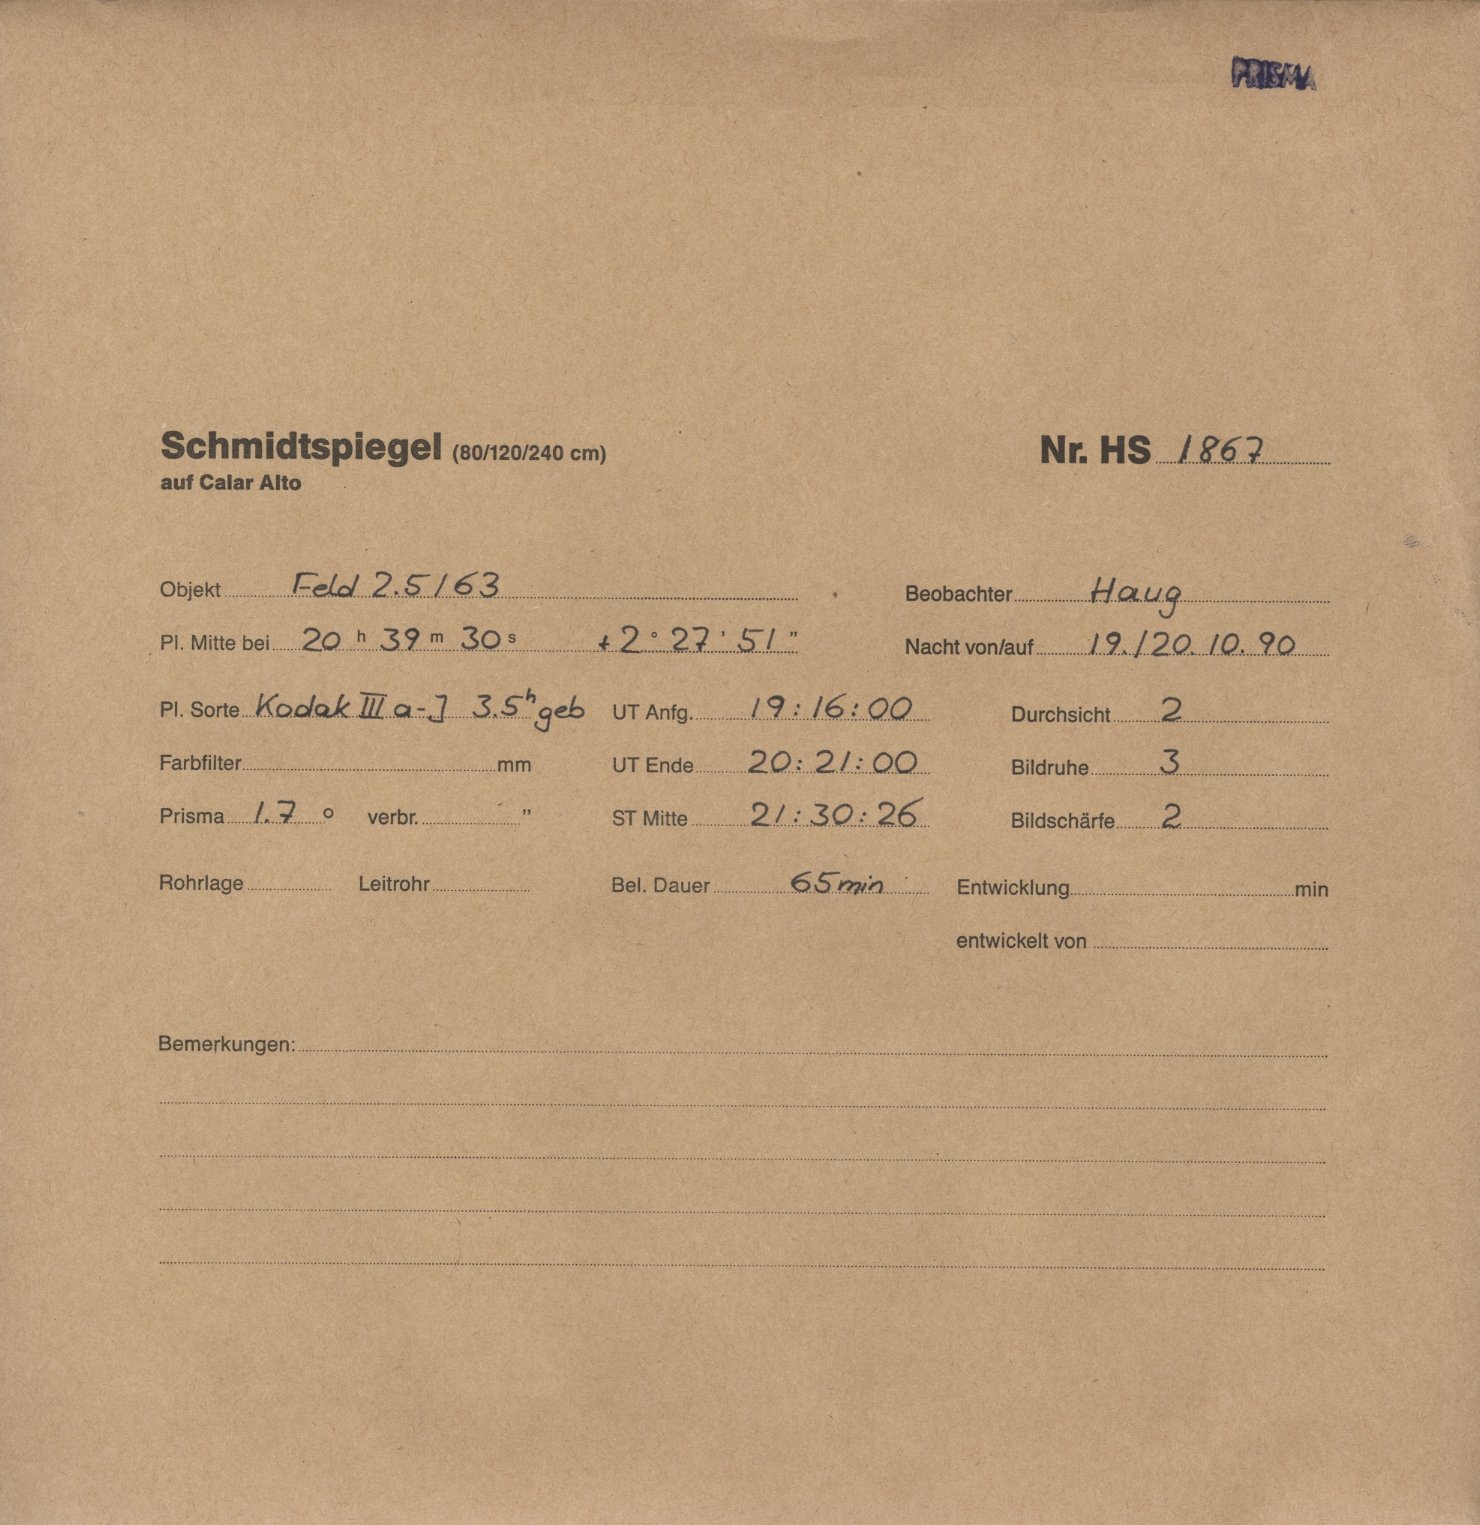 PRISMA
Schmidtspiegel (80/120/240 cm) Nr. HS 1867
auf Calar Alto
Objekt Feld 2.5/63 Beobachter Haug
Pl. Mitte bei 20 h 39 m 30 s +2 ° 27 ' 51 " Nacht von/auf 19./20. 10. 90
Pl. Sorte Kodak III a-J 3.5h geb UT Anfg. 19:16:00 Durchsicht 2
Farbfilter mm UT Ende 20:21:00 Bildruhe 3
Prisma 1.7 ° verbr. ' " ST Mitte 21:30:26 Bildschärfe 2
Rohrlage Leitrohr Bel. Dauer 65min Entwicklung min
entwickelt von
Bemerkungen: